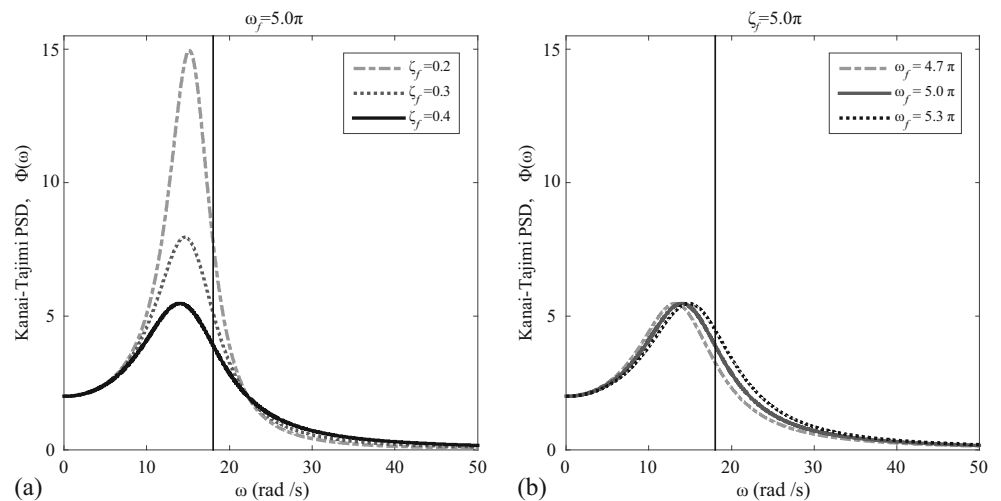 ω_f=5.0π
Kanai-Tajimi PSD, Φ(ω)
15
10
5
0
ζ_f=0.2
ζ_f=0.3
ζ_f=0.4
0 10 20 30 40 50
ω (rad /s)
(a)
ζ_f=5.0π
Kanai-Tajimi PSD, Φ(ω)
15
10
5
0
ω_f = 4.7 π
ω_f = 5.0 π
ω_f = 5.3 π
0 10 20 30 40 50
ω (rad /s)
(b)